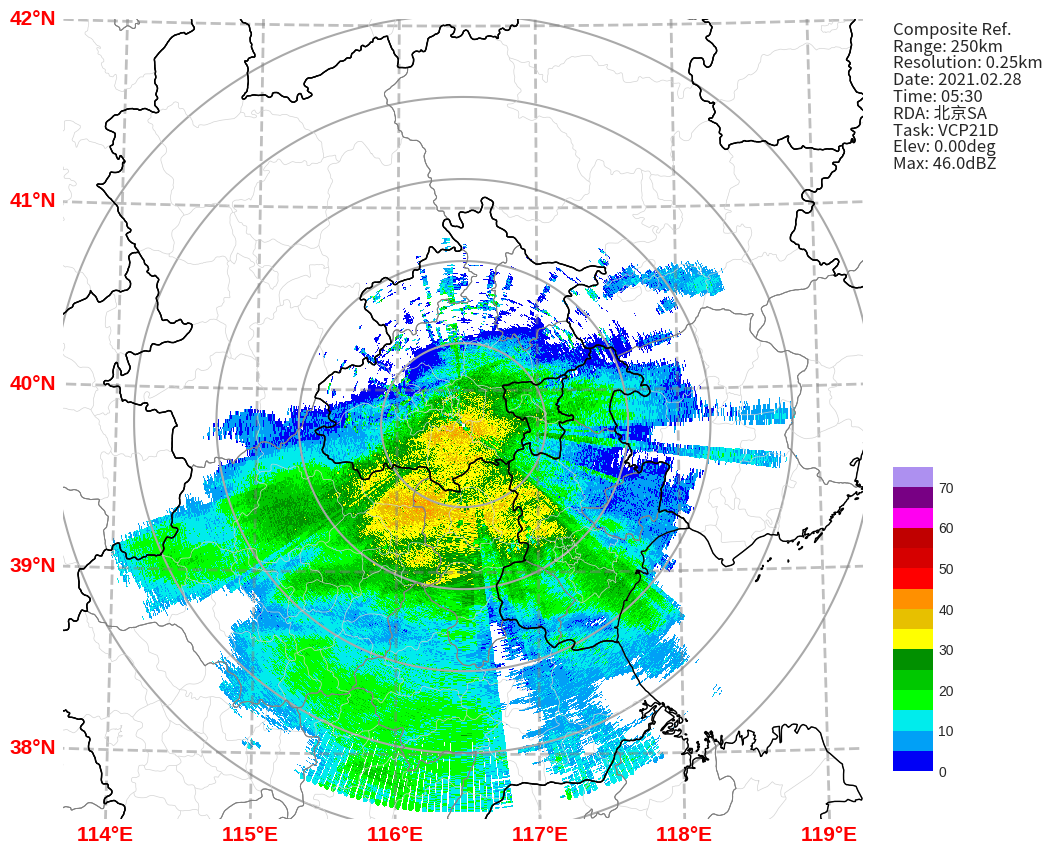 42°N
41°N
40°N
39°N
38°N
114°E
115°E
116°E
117°E
118°E
119°E
Composite Ref.
Range: 250km
Resolution: 0.25km
Date: 2021.02.28
Time: 05:30
RDA: 北京SA
Task: VCP21D
Elev: 0.00deg
Max: 46.0dBZ
70
60
50
40
30
20
10
0